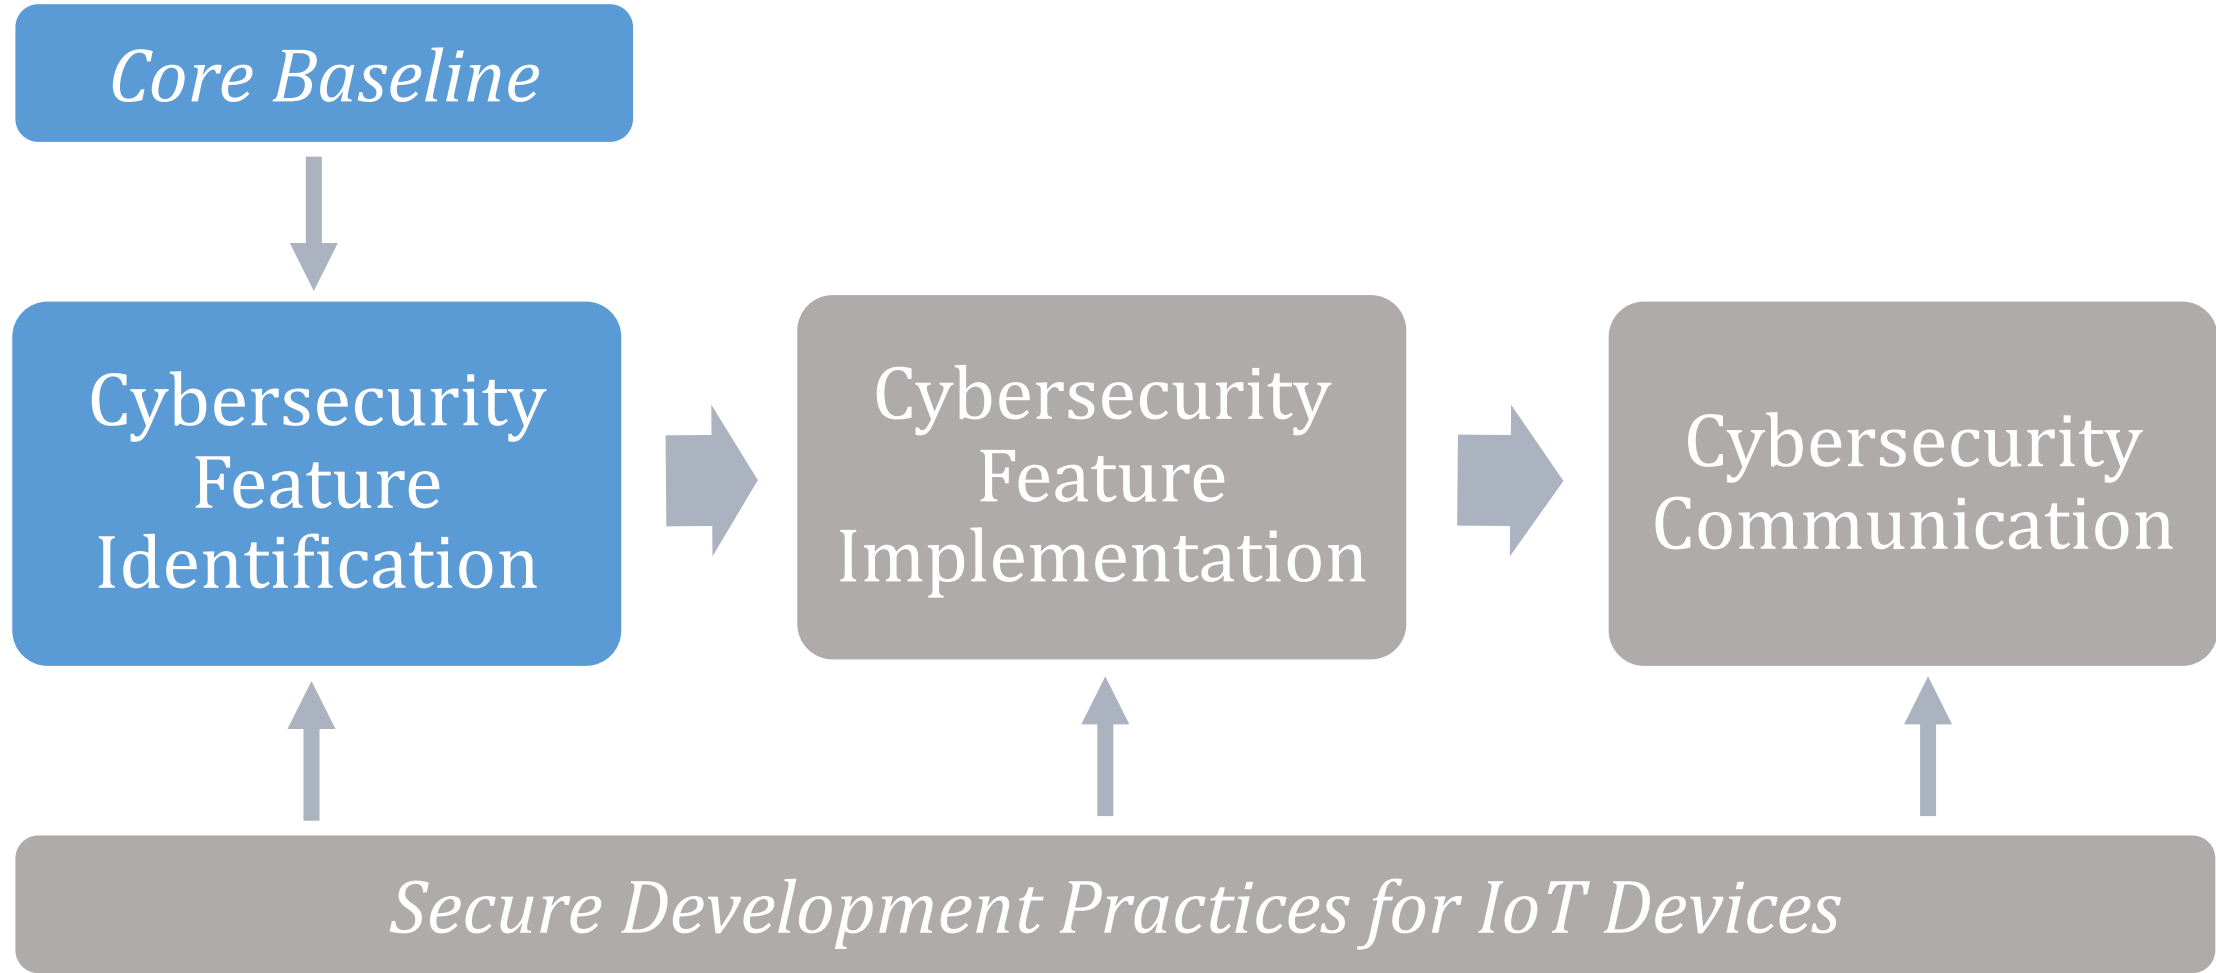 Core Baseline
Cybersecurity
Feature
Identification
Cybersecurity
Feature
Implementation
Cybersecurity
Communication
Secure Development Practices for IoT Devices